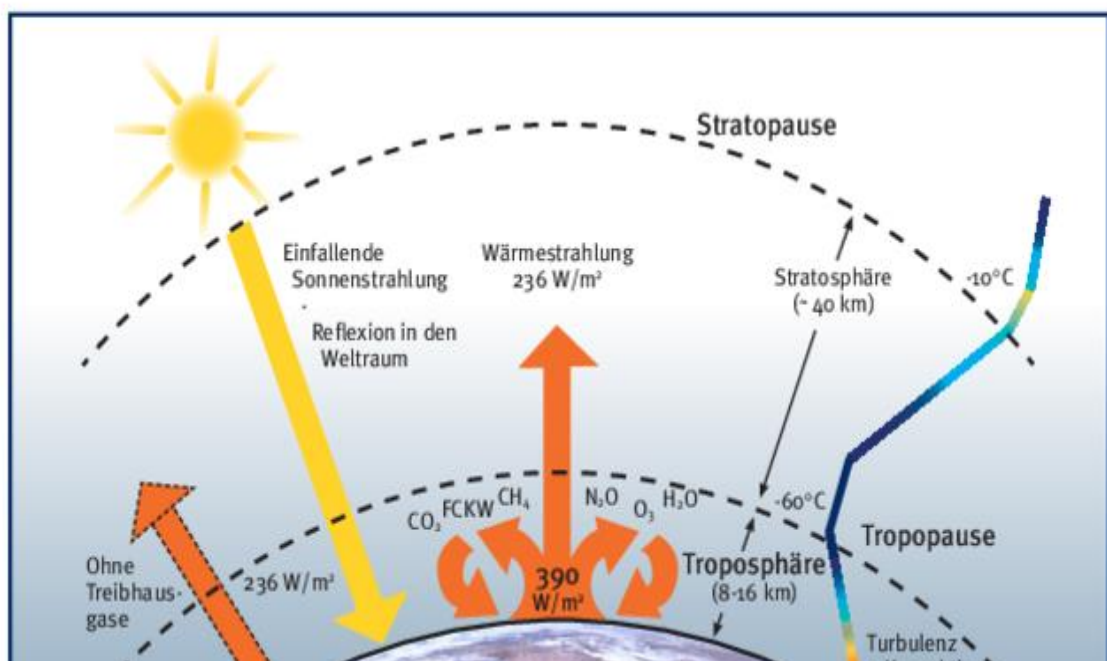 Stratopause
Einfallende
Sonnenstrahlung
Reflexion in den
Weltraum
Wärmestrahlung
236 W/m²
Stratosphäre
(~ 40 km)
-10°C
CO₂
FCKW
CH₄
N₂O
O₃
H₂O
-60°C
Tropopause
Ohne
Treibhaus-
gase
236 W/m²
390
W/m²
Troposphäre
(8-16 km)
Turbulenz